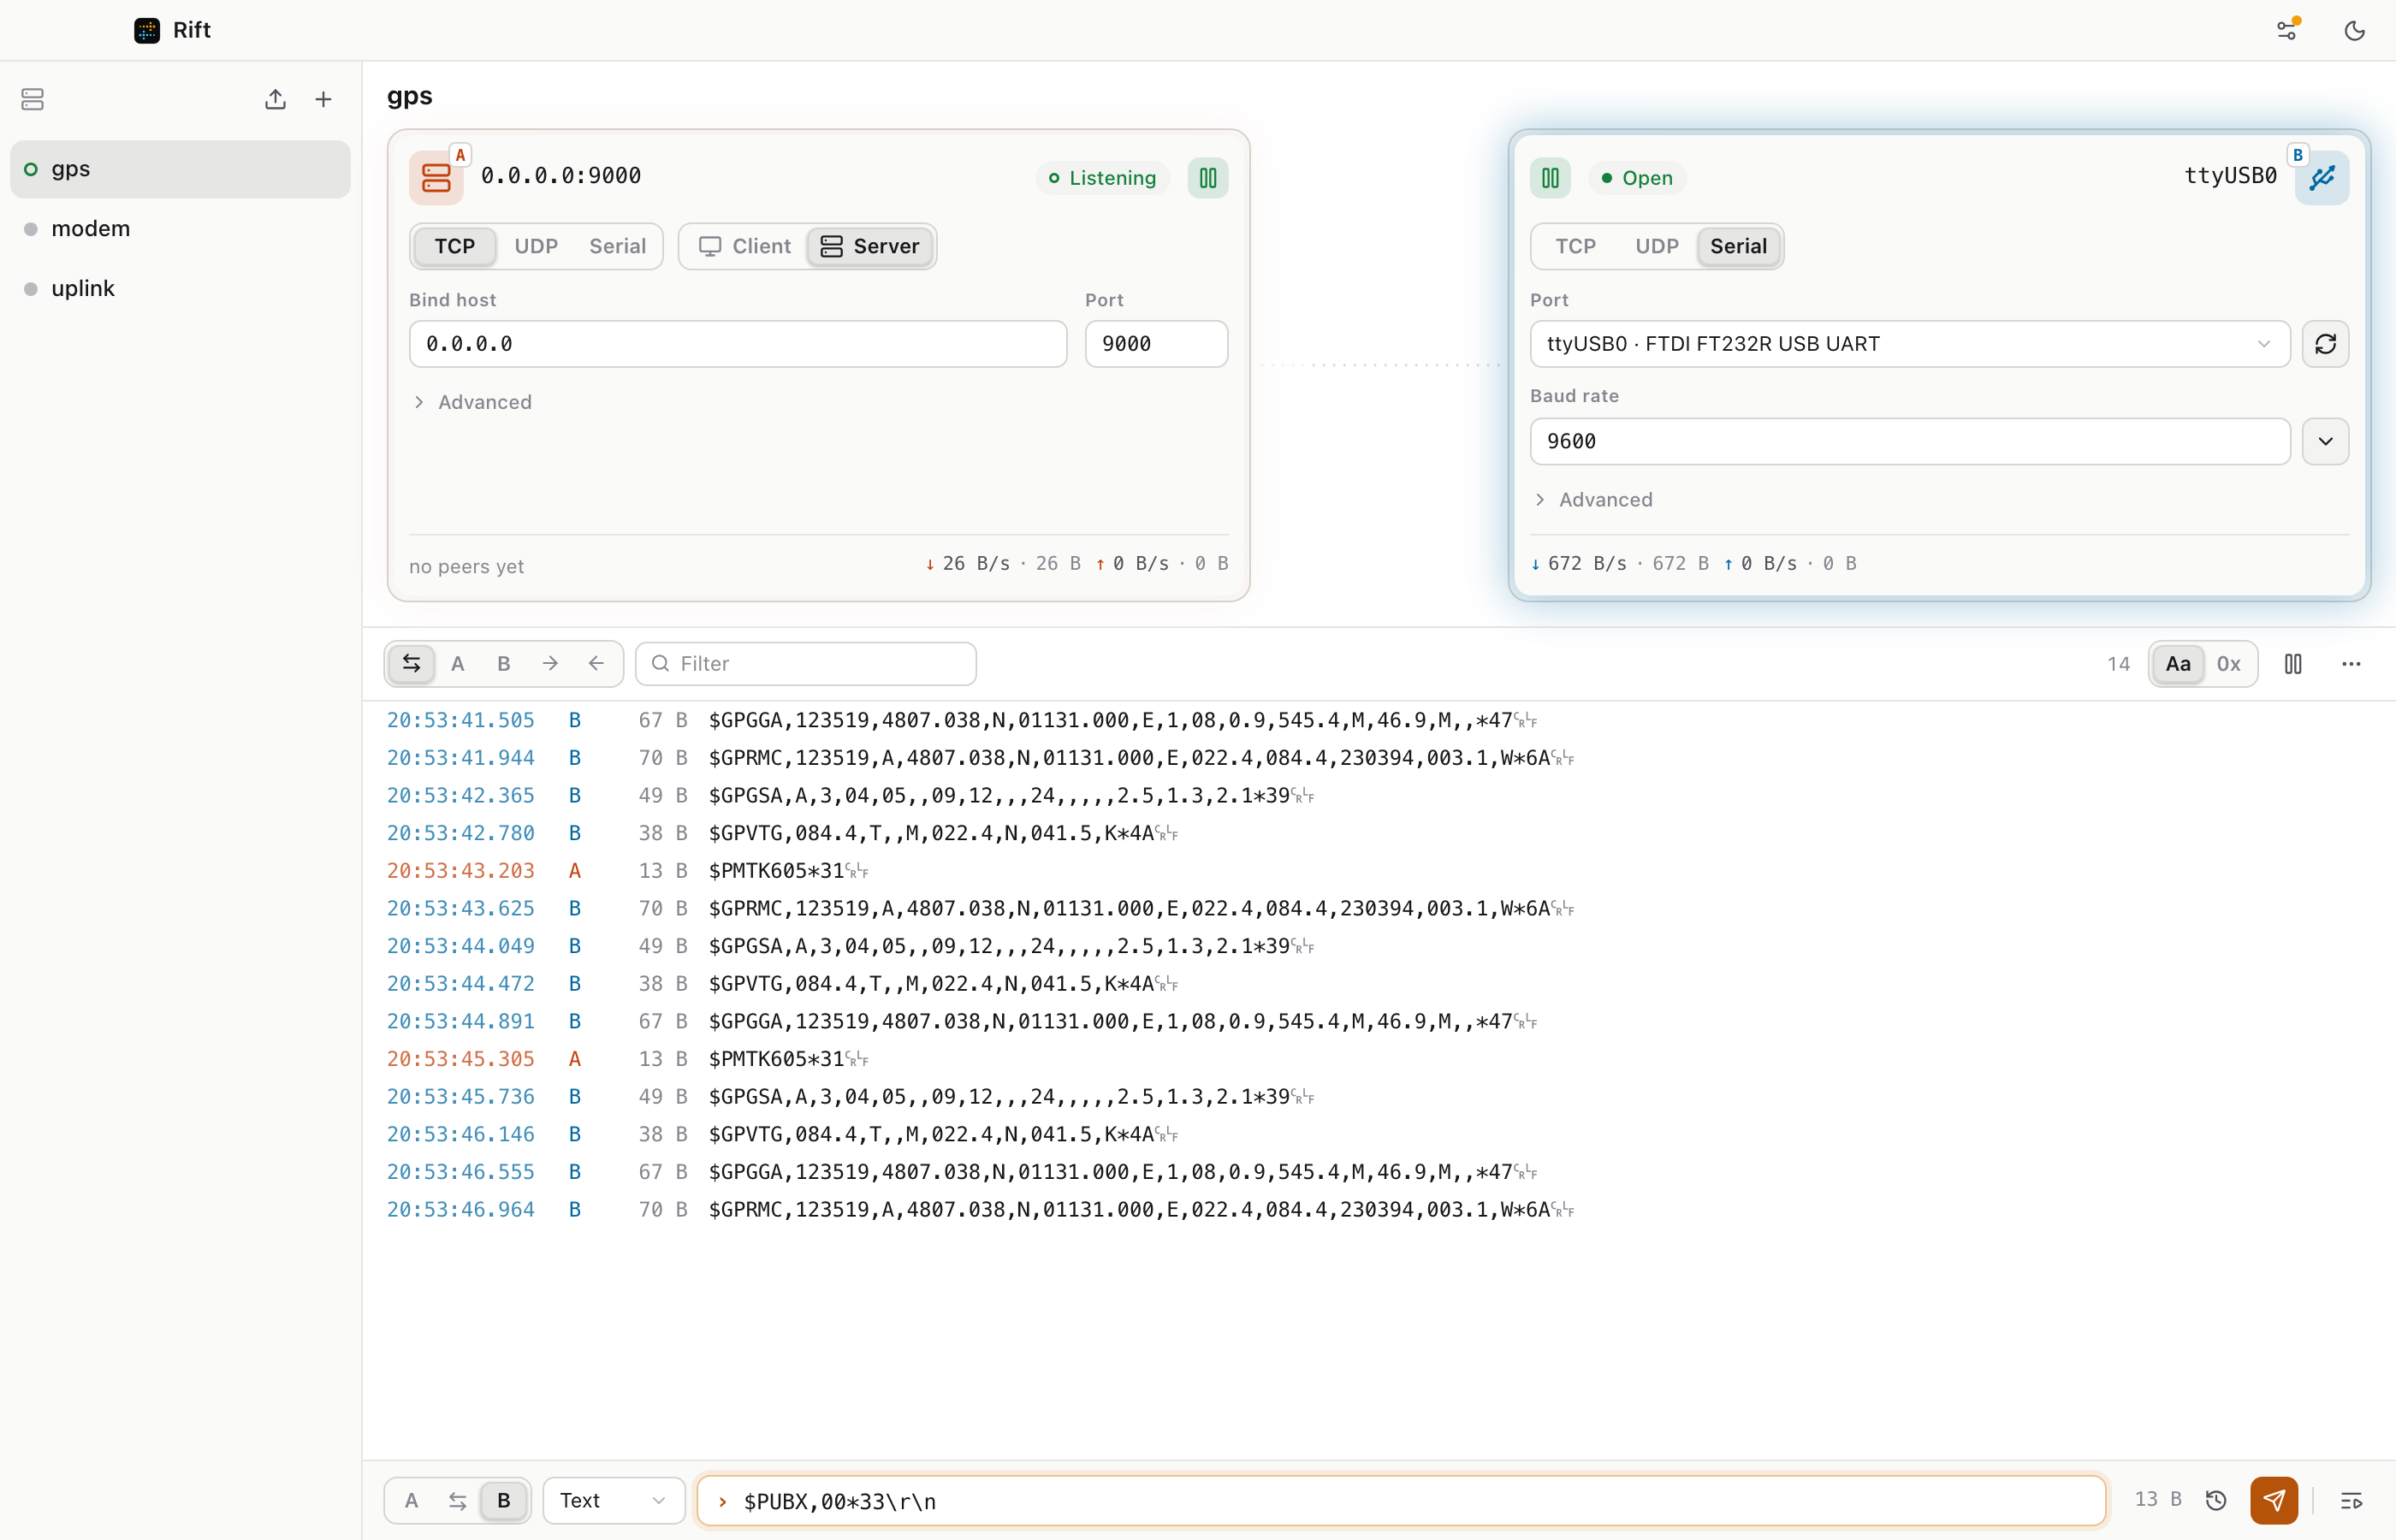 Rift
gps
modem
uplink
gps
A
0.0.0.0:9000
Listening
TCP UDP Serial Client Server
Bind host Port
0.0.0.0 9000
Advanced
no peers yet ↓ 26 B/s · 26 B ↑ 0 B/s · 0 B
Open ttyUSB0 B
TCP UDP Serial
Port
ttyUSB0 · FTDI FT232R USB UART
Baud rate
9600
Advanced
↓ 672 B/s · 672 B ↑ 0 B/s · 0 B
A B → ← Filter 14 Aa 0x
20:53:41.505 B 67 B $GPGGA,123519,4807.038,N,01131.000,E,1,08,0.9,545.4,M,46.9,M,,*47␍␊
20:53:41.944 B 70 B $GPRMC,123519,A,4807.038,N,01131.000,E,022.4,084.4,230394,003.1,W*6A␍␊
20:53:42.365 B 49 B $GPGSA,A,3,04,05,,09,12,,,24,,,,,2.5,1.3,2.1*39␍␊
20:53:42.780 B 38 B $GPVTG,084.4,T,,M,022.4,N,041.5,K*4A␍␊
20:53:43.203 A 13 B $PMTK605*31␍␊
20:53:43.625 B 70 B $GPRMC,123519,A,4807.038,N,01131.000,E,022.4,084.4,230394,003.1,W*6A␍␊
20:53:44.049 B 49 B $GPGSA,A,3,04,05,,09,12,,,24,,,,,2.5,1.3,2.1*39␍␊
20:53:44.472 B 38 B $GPVTG,084.4,T,,M,022.4,N,041.5,K*4A␍␊
20:53:44.891 B 67 B $GPGGA,123519,4807.038,N,01131.000,E,1,08,0.9,545.4,M,46.9,M,,*47␍␊
20:53:45.305 A 13 B $PMTK605*31␍␊
20:53:45.736 B 49 B $GPGSA,A,3,04,05,,09,12,,,24,,,,,2.5,1.3,2.1*39␍␊
20:53:46.146 B 38 B $GPVTG,084.4,T,,M,022.4,N,041.5,K*4A␍␊
20:53:46.555 B 67 B $GPGGA,123519,4807.038,N,01131.000,E,1,08,0.9,545.4,M,46.9,M,,*47␍␊
20:53:46.964 B 70 B $GPRMC,123519,A,4807.038,N,01131.000,E,022.4,084.4,230394,003.1,W*6A␍␊
A B Text › $PUBX,00*33\r\n 13 B